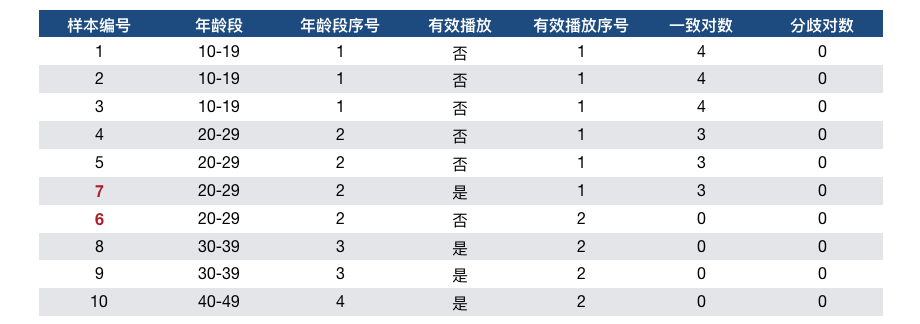 样本编号 年龄段 年龄段序号 有效播放 有效播放序号 一致对数 分歧对数
1 10-19 1 否 1 4 0
2 10-19 1 否 1 4 0
3 10-19 1 否 1 4 0
4 20-29 2 否 1 3 0
5 20-29 2 否 1 3 0
7 20-29 2 是 1 3 0
6 20-29 2 否 2 0 0
8 30-39 3 是 2 0 0
9 30-39 3 是 2 0 0
10 40-49 4 是 2 0 0